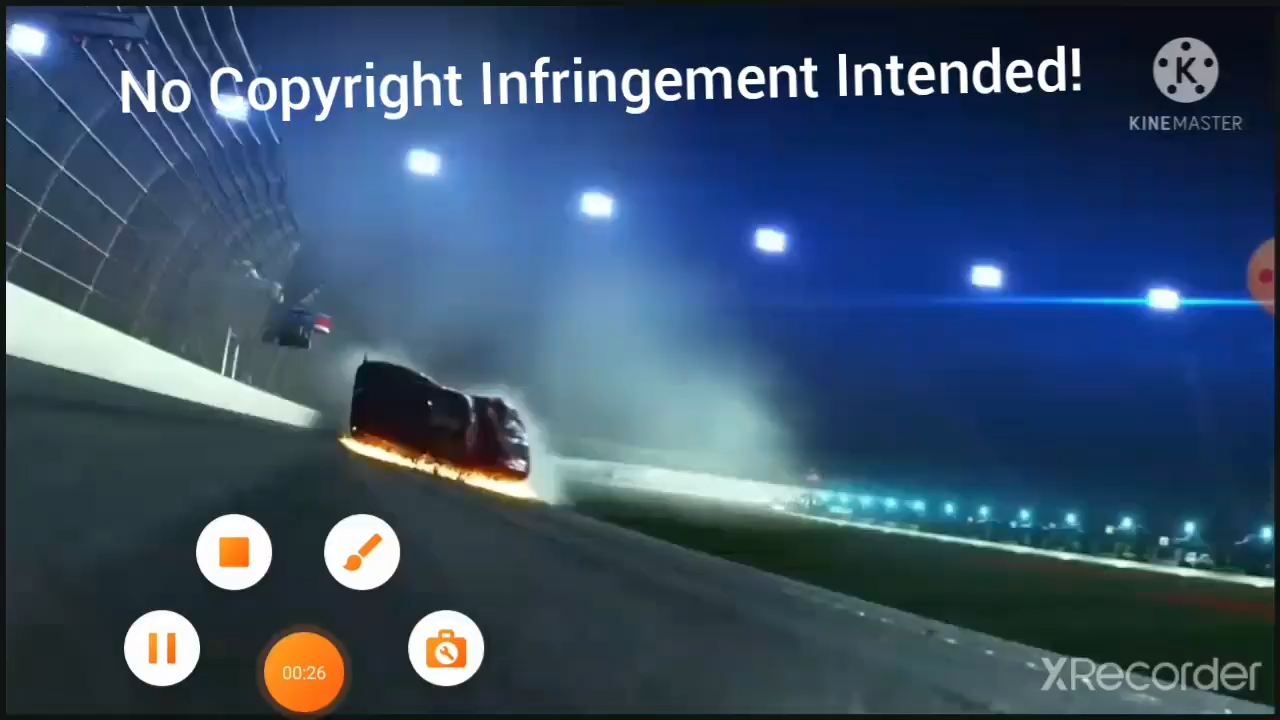 No Copyright Infringement Intended!
K
KINEMASTER
00:26
XRecorder